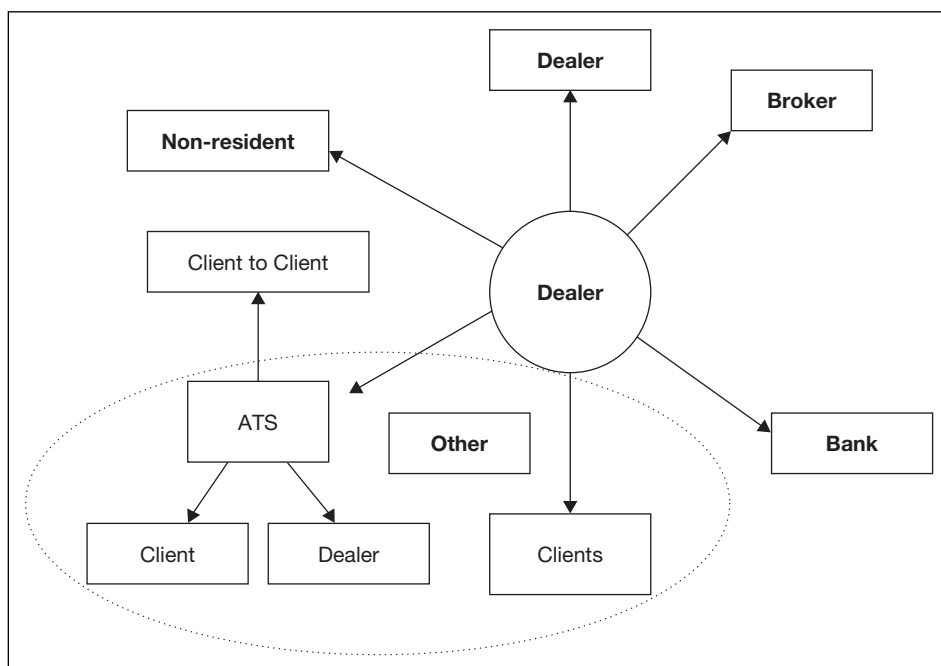 Dealer
Broker
Non-resident
Client to Client
Dealer
ATS
Other
Bank
Client
Dealer
Clients